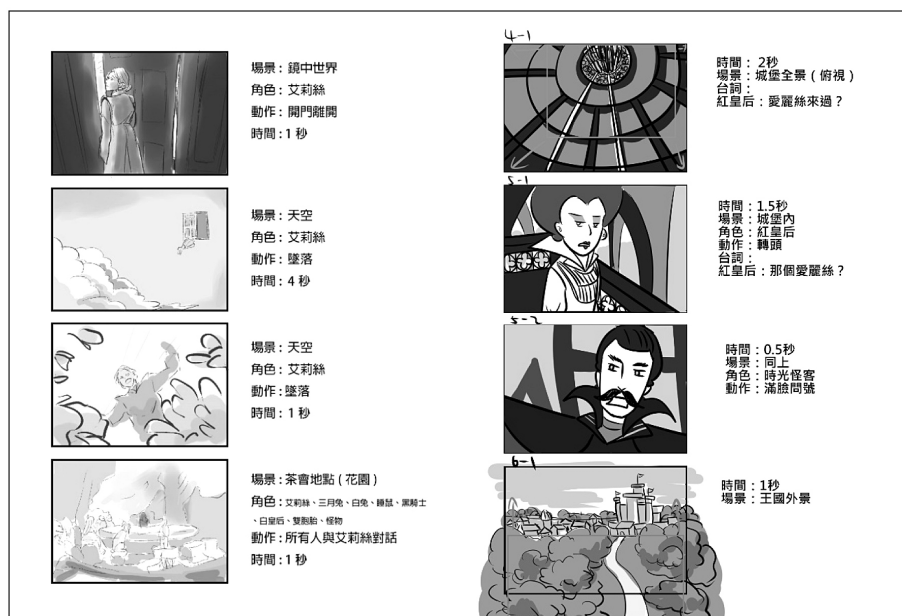 場景 : 鏡中世界
角色 : 艾莉絲
動作 : 開門離開
時間 : 1 秒
場景 : 天空
角色 : 艾莉絲
動作 : 墜落
時間 : 4 秒
場景 : 天空
角色 : 艾莉絲
動作 : 墜落
時間 : 1 秒
場景 : 茶會地點 ( 花園 )
角色 : 艾莉絲、三月兔、白兔、睡鼠、黑騎士
、白皇后、雙胞胎、怪物
動作 : 所有人與艾莉絲對話
時間 : 1 秒
4-1
時間：2秒
場景：城堡全景（俯視）
台詞：
紅皇后：愛麗絲來過？
5-1
時間：1.5秒
場景：城堡內
角色：紅皇后
動作：轉頭
台詞：
紅皇后：那個愛麗絲？
5-2
時間：0.5秒
場景：同上
角色：時光怪客
動作：滿臉問號
6-1
時間：1秒
場景：王國外景